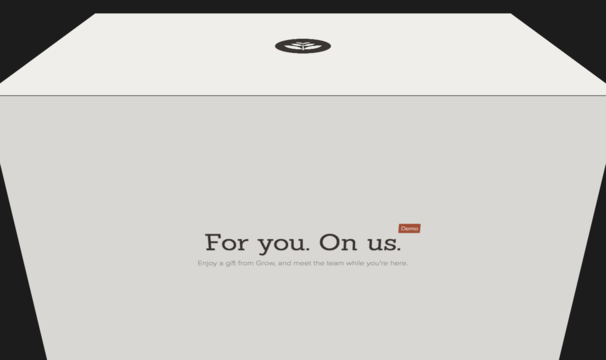 Demo
For you. On us.
Enjoy a gift from Grow, and meet the team while you're here.